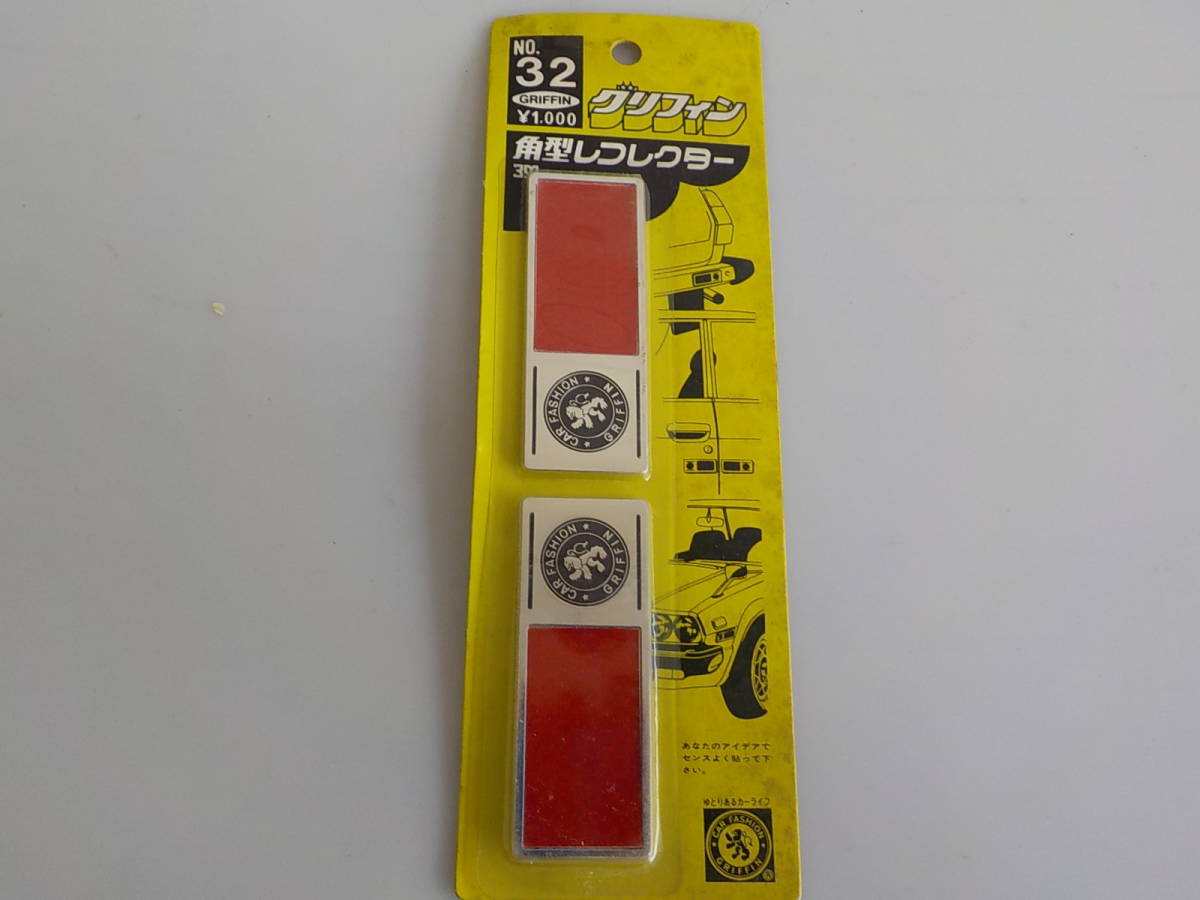 NO.
32
GRIFFIN
¥1.000
グリフィン
角型レフレクター
CAR FASHION
GRIFFIN
CAR FASHION
GRIFFIN
あなたのアイデアで
センスよく貼って下
さい。
ゆとりあるカーライフ
CAR FASHION
GRIFFIN